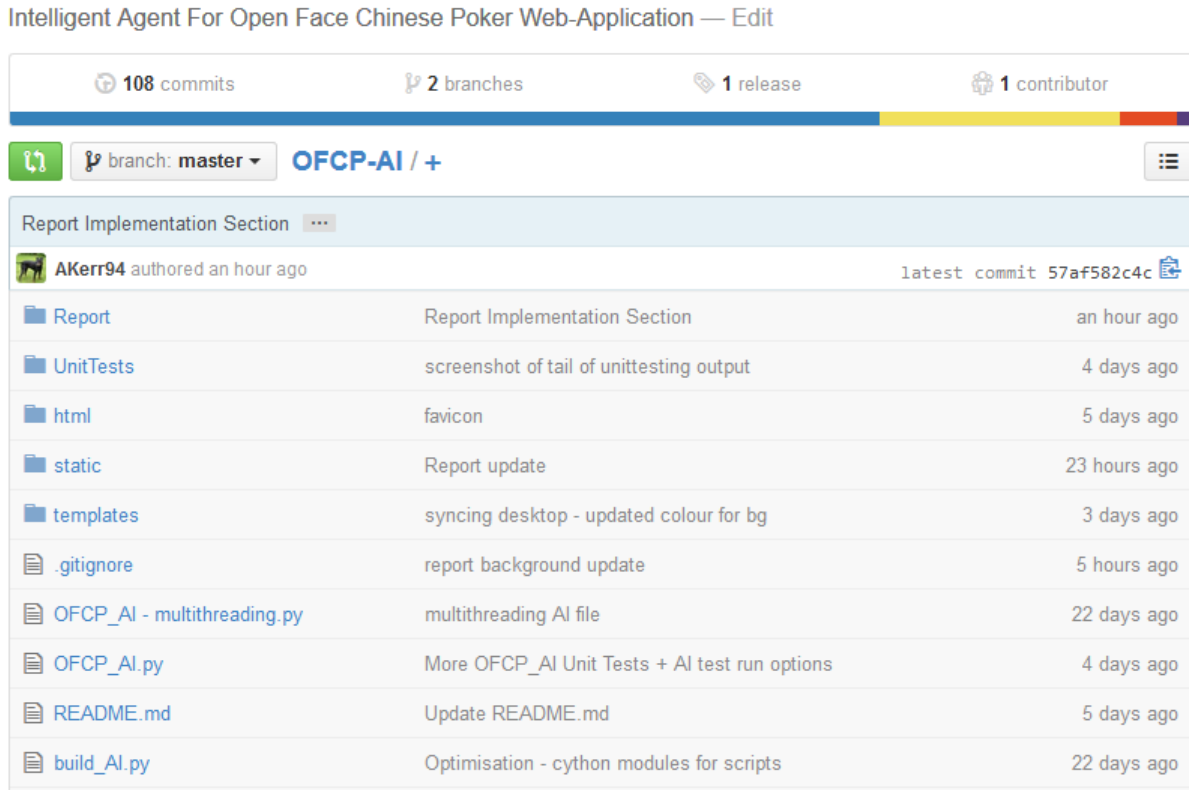 Intelligent Agent For Open Face Chinese Poker Web-Application — Edit
108 commits 2 branches 1 release 1 contributor
branch: master OFCP-AI / +
Report Implementation Section ...
AKerr94 authored an hour ago latest commit 57af582c4c
Report Report Implementation Section an hour ago
UnitTests screenshot of tail of unittesting output 4 days ago
html favicon 5 days ago
static Report update 23 hours ago
templates syncing desktop - updated colour for bg 3 days ago
.gitignore report background update 5 hours ago
OFCP_AI - multithreading.py multithreading AI file 22 days ago
OFCP_AI.py More OFCP_AI Unit Tests + AI test run options 4 days ago
README.md Update README.md 5 days ago
build_AI.py Optimisation - cython modules for scripts 22 days ago